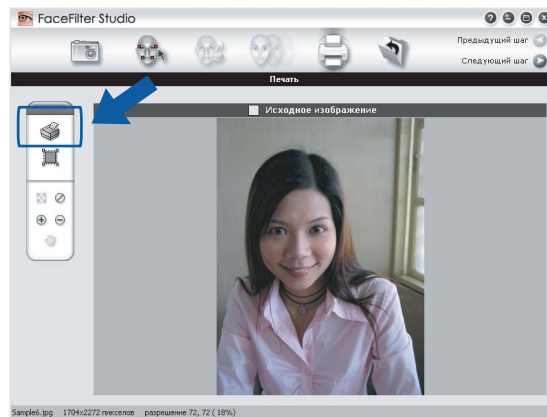 FaceFilter Studio
Предыдущий шаг
Следующий шаг
Печать
Исходное изображение
Sample6.jpg 1704x2272 пикселов разрешение 72, 72 ( 18%)